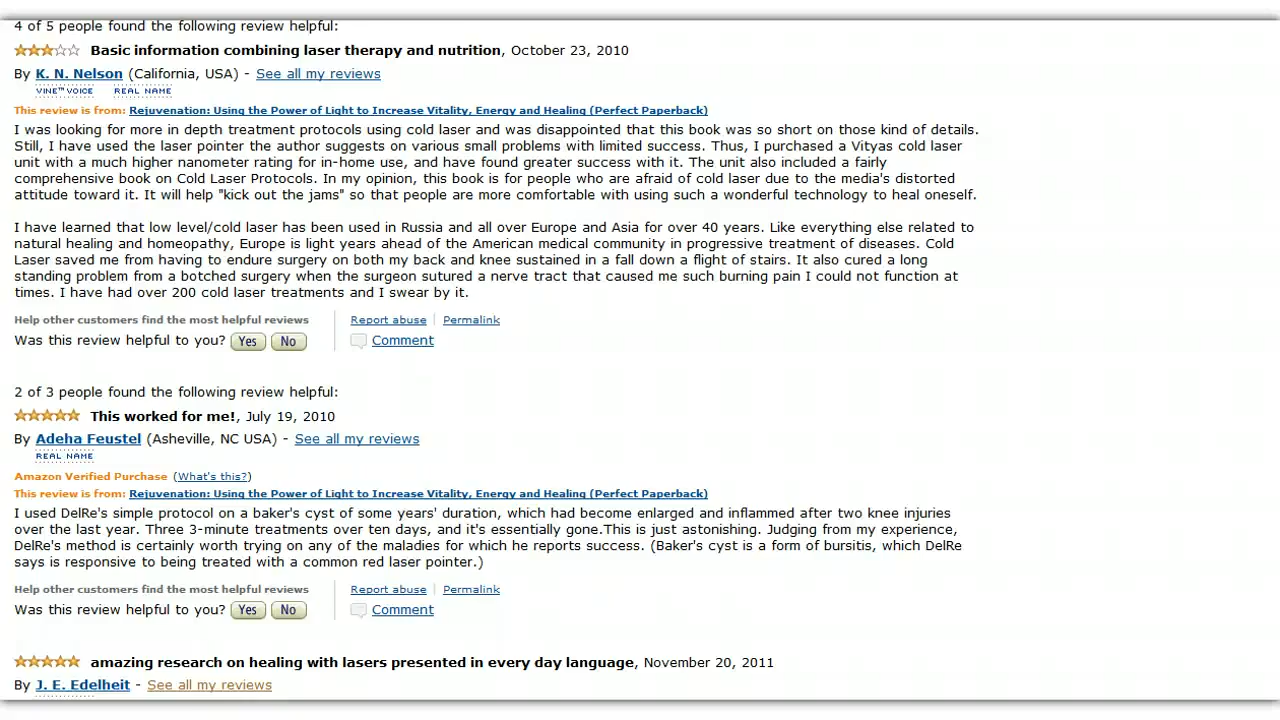 4 of 5 people found the following review helpful:
Basic information combining laser therapy and nutrition, October 23, 2010
By K. N. Nelson (California, USA) - See all my reviews
VINE™ VOICE REAL NAME
This review is from: Rejuvenation: Using the Power of Light to Increase Vitality, Energy and Healing (Perfect Paperback)
I was looking for more in depth treatment protocols using cold laser and was disappointed that this book was so short on those kind of details.
Still, I have used the laser pointer the author suggests on various small problems with limited success. Thus, I purchased a Vityas cold laser
unit with a much higher nanometer rating for in-home use, and have found greater success with it. The unit also included a fairly
comprehensive book on Cold Laser Protocols. In my opinion, this book is for people who are afraid of cold laser due to the media's distorted
attitude toward it. It will help "kick out the jams" so that people are more comfortable with using such a wonderful technology to heal oneself.
I have learned that low level/cold laser has been used in Russia and all over Europe and Asia for over 40 years. Like everything else related to
natural healing and homeopathy, Europe is light years ahead of the American medical community in progressive treatment of diseases. Cold
Laser saved me from having to endure surgery on both my back and knee sustained in a fall down a flight of stairs. It also cured a long
standing problem from a botched surgery when the surgeon sutured a nerve tract that caused me such burning pain I could not function at
times. I have had over 200 cold laser treatments and I swear by it.
Help other customers find the most helpful reviews Report abuse | Permalink
Was this review helpful to you? Yes No Comment
2 of 3 people found the following review helpful:
This worked for me!, July 19, 2010
By Adeha Feustel (Asheville, NC USA) - See all my reviews
REAL NAME
Amazon Verified Purchase (What's this?)
This review is from: Rejuvenation: Using the Power of Light to Increase Vitality, Energy and Healing (Perfect Paperback)
I used DelRe's simple protocol on a baker's cyst of some years' duration, which had become enlarged and inflammed after two knee injuries
over the last year. Three 3-minute treatments over ten days, and it's essentially gone.This is just astonishing. Judging from my experience,
DelRe's method is certainly worth trying on any of the maladies for which he reports success. (Baker's cyst is a form of bursitis, which DelRe
says is responsive to being treated with a common red laser pointer.)
Help other customers find the most helpful reviews Report abuse | Permalink
Was this review helpful to you? Yes No Comment
amazing research on healing with lasers presented in every day language, November 20, 2011
By J. E. Edelheit - See all my reviews